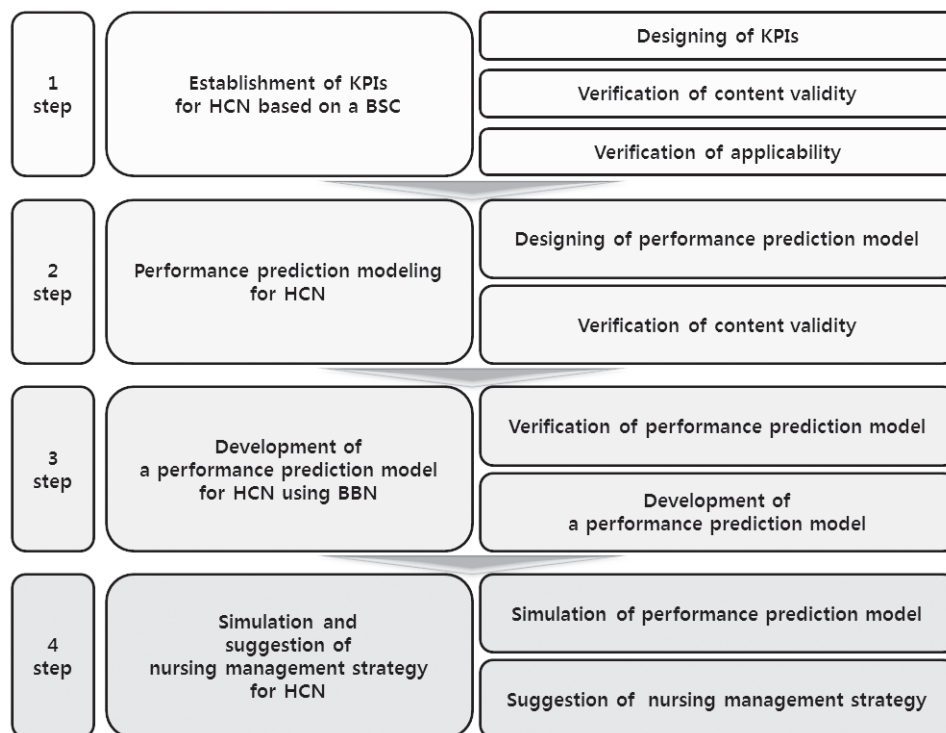 1
step
Establishment of KPIs
for HCN based on a BSC
Designing of KPIs
Verification of content validity
Verification of applicability
2
step
Performance prediction modeling
for HCN
Designing of performance prediction model
Verification of content validity
3
step
Development of
a performance prediction model
for HCN using BBN
Verification of performance prediction model
Development of
a performance prediction model
4
step
Simulation and
suggestion of
nursing management strategy
for HCN
Simulation of performance prediction model
Suggestion of nursing management strategy